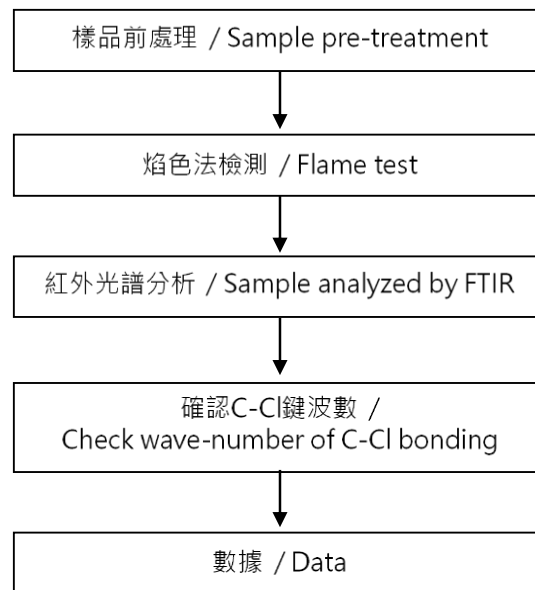 樣品前處理 / Sample pre-treatment
焰色法檢測 / Flame test
紅外光譜分析 / Sample analyzed by FTIR
確認C-Cl鍵波數 /
Check wave-number of C-Cl bonding
數據 / Data